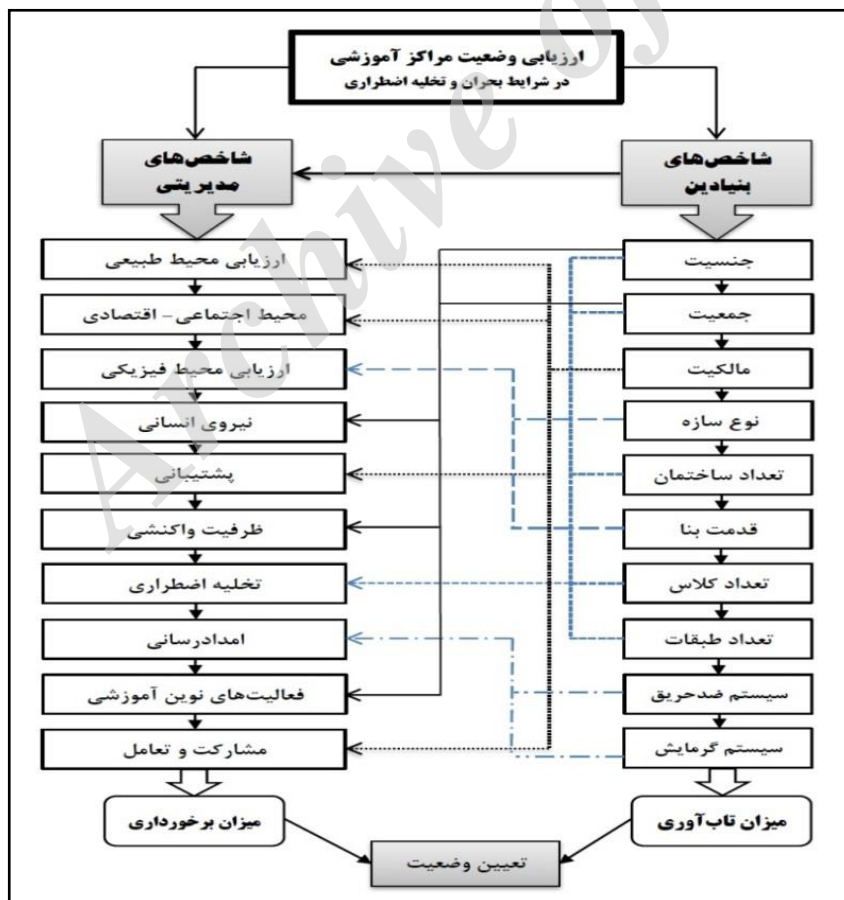 ارزیابی وضعیت مراکز آموزشی
در شرایط بحران و تخلیه اضطراری
شاخص‌های
بنیادین
شاخص‌های
مدیریتی
جنسیت
جمعیت
مالکیت
نوع سازه
تعداد ساختمان
قدمت بنا
تعداد کلاس
تعداد طبقات
سیستم ضدحریق
سیستم گرمایش
میزان تاب‌آوری
ارزیابی محیط طبیعی
محیط اجتماعی – اقتصادی
ارزیابی محیط فیزیکی
نیروی انسانی
پشتیبانی
ظرفیت واکنشی
تخلیه اضطراری
امدادرسانی
فعالیت‌های نوین آموزشی
مشارکت و تعامل
میزان برخورداری
تعیین وضعیت
Archive of